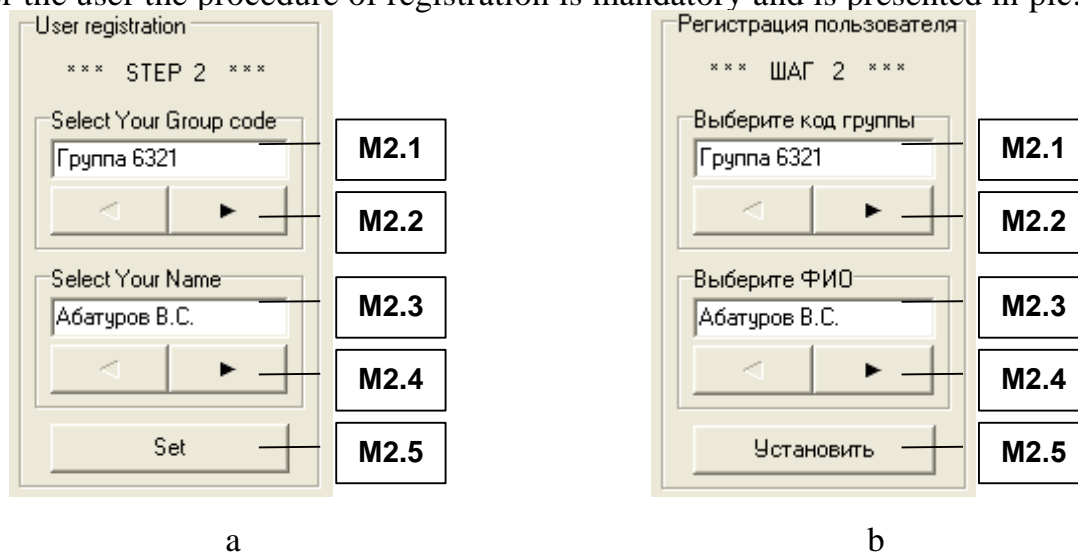 the user the procedure of registration is mandatory and is presented in pic.
User registration
*** STEP 2 ***
Select Your Group code
Группа 6321
M2.1
M2.2
Select Your Name
Абатуров В.С.
M2.3
M2.4
Set
M2.5
a
Регистрация пользователя
*** ШАГ 2 ***
Выберите код группы
Группа 6321
M2.1
M2.2
Выберите ФИО
Абатуров В.С.
M2.3
M2.4
Установить
M2.5
b